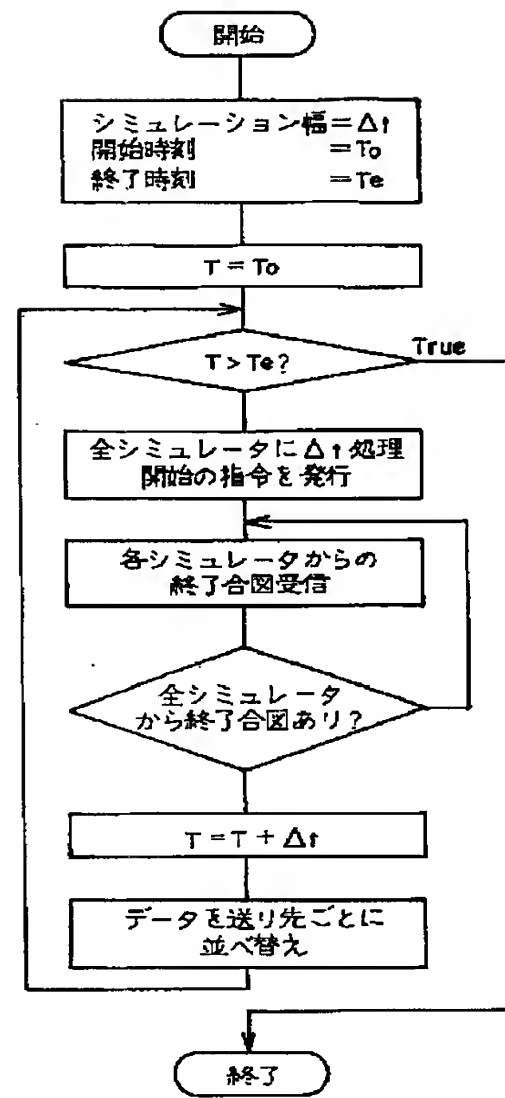 開始
シミュレーション幅=Δt
開始時刻 =To
終了時刻 =Te
T=To
T>Te?
True
全シミュレータにΔt処理
開始の指令を発行
各シミュレータからの
終了合図受信
全シミュレータ
から終了合図あり?
T=T+Δt
データを送り先ごとに
並べ替え
終了